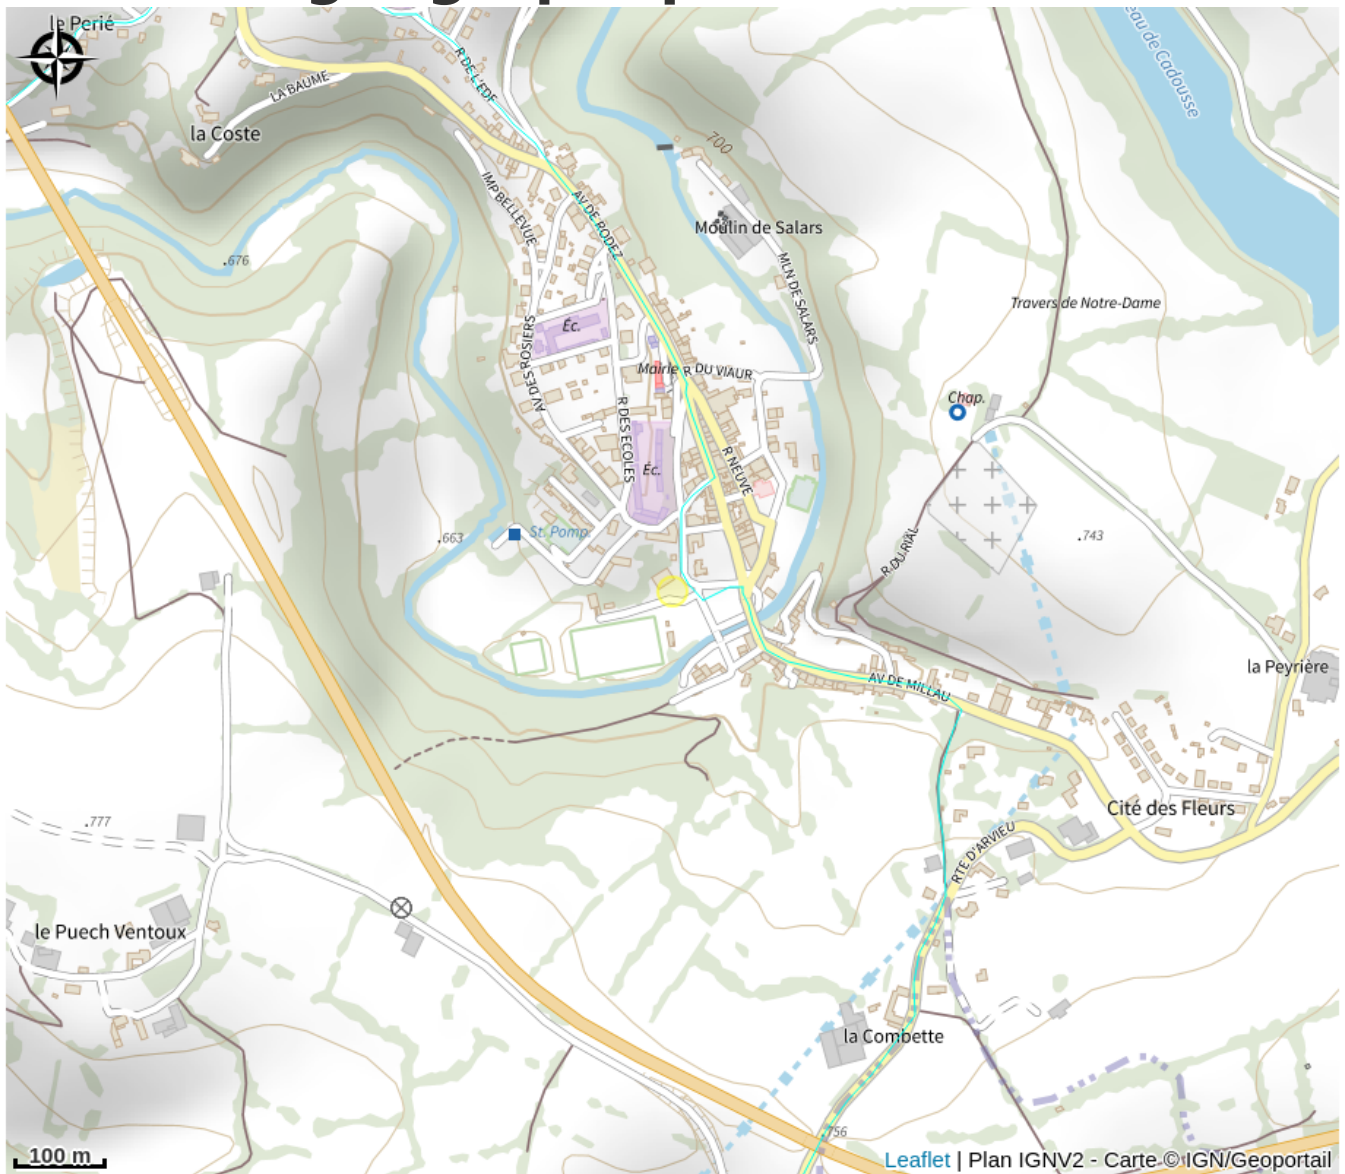 le Perié
R DE L'EDF
LA BAUME
la Coste
700
eau de Cadousse
IMP BELLEVUE
AV DE RODEZ
Moulin de Salars
.676
MLN DE SALARS
Travers de Notre-Dame
Éc.
AV DES ROSIERS
Mairie
R DU VIAUR
Chap.
R DES ECOLES
R NEUVE
Éc.
St. Pomp.
.663
.743
R DU RIAL
la Peyrière
AV DE MILLAU
.777
Cité des Fleurs
RTE D'ARVIEU
le Puech Ventoux
la Combette
756
100 m
Leaflet | Plan IGNV2 - Carte © IGN/Geoportail